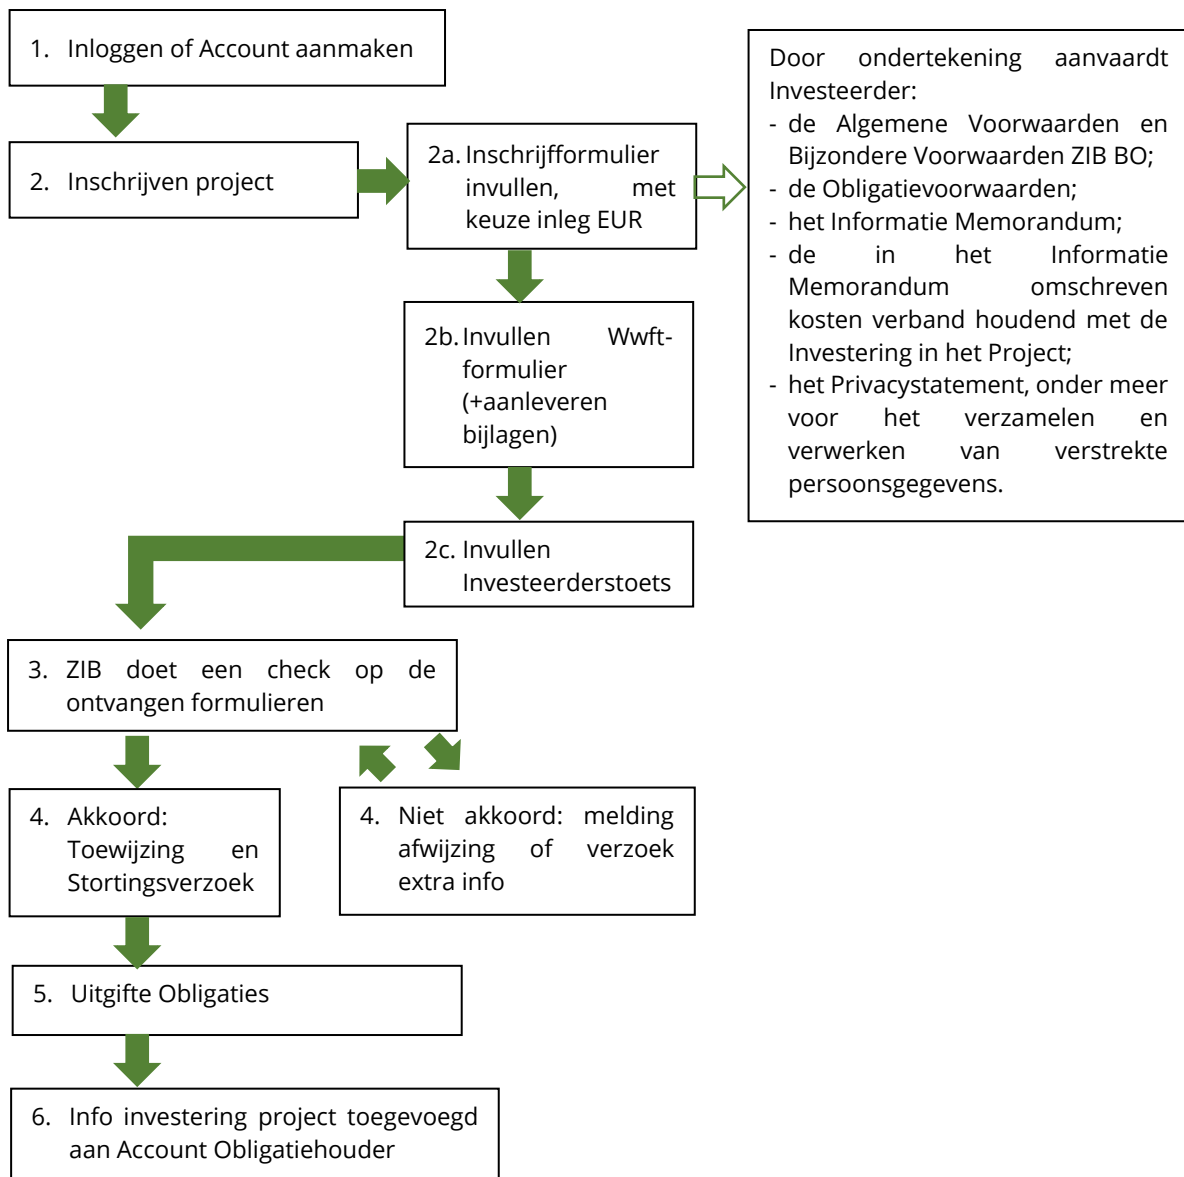 1. Inloggen of Account aanmaken
2. Inschrijven project
2a. Inschrijfformulier
invullen, met
keuze inleg EUR
Door ondertekening aanvaardt
Investeerder:
- de Algemene Voorwaarden en
Bijzondere Voorwaarden ZIB BO;
- de Obligatievoorwaarden;
- het Informatie Memorandum;
- de in het Informatie
Memorandum omschreven
kosten verband houdend met de
Investering in het Project;
- het Privacystatement, onder meer
voor het verzamelen en
verwerken van verstrekte
persoonsgegevens.
2b. Invullen Wwft-
formulier
(+aanleveren
bijlagen)
2c. Invullen
Investeerderstoets
3. ZIB doet een check op de
ontvangen formulieren
4. Akkoord:
Toewijzing en
Stortingsverzoek
4. Niet akkoord: melding
afwijzing of verzoek
extra info
5. Uitgifte Obligaties
6. Info investering project toegevoegd
aan Account Obligatiehouder